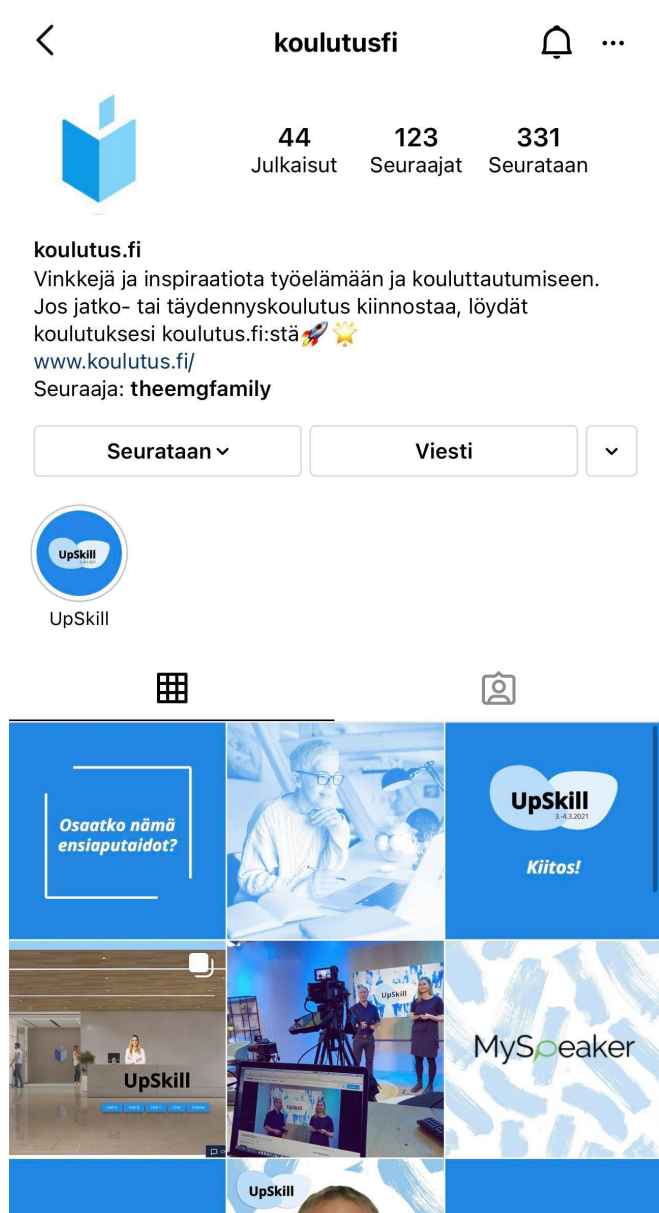 koulutusfi
44 123 331
Julkaisut Seuraajat Seurataan
koulutus.fi
Vinkkejä ja inspiraatiota työelämään ja kouluttautumiseen.
Jos jatko- tai täydennyskoulutus kiinnostaa, löydät
koulutuksesi koulutus.fi:stä🚀🌟
www.koulutus.fi/
Seuraaja: theemgfamily
Seurataan Viesti
UpSkill
UpSkill
Osaatko nämä
ensiaputaidot?
UpSkill
3.-4.3.2021
Kiitos!
UpSkill
UpSkill
MySpeaker
UpSkill